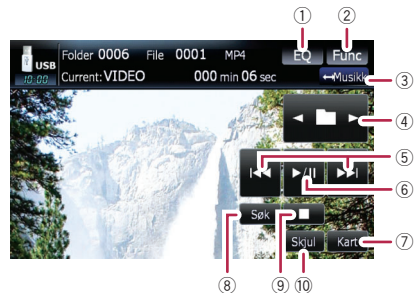 ① ②
USB Folder 0006 File 0001 MP4 EQ Func
10:00 Current: VIDEO 000 min 06 sec ↔Musikk
③
④
⑤
⑥
Søk
Skjul Kart
⑦
⑧ ⑨ ⑩